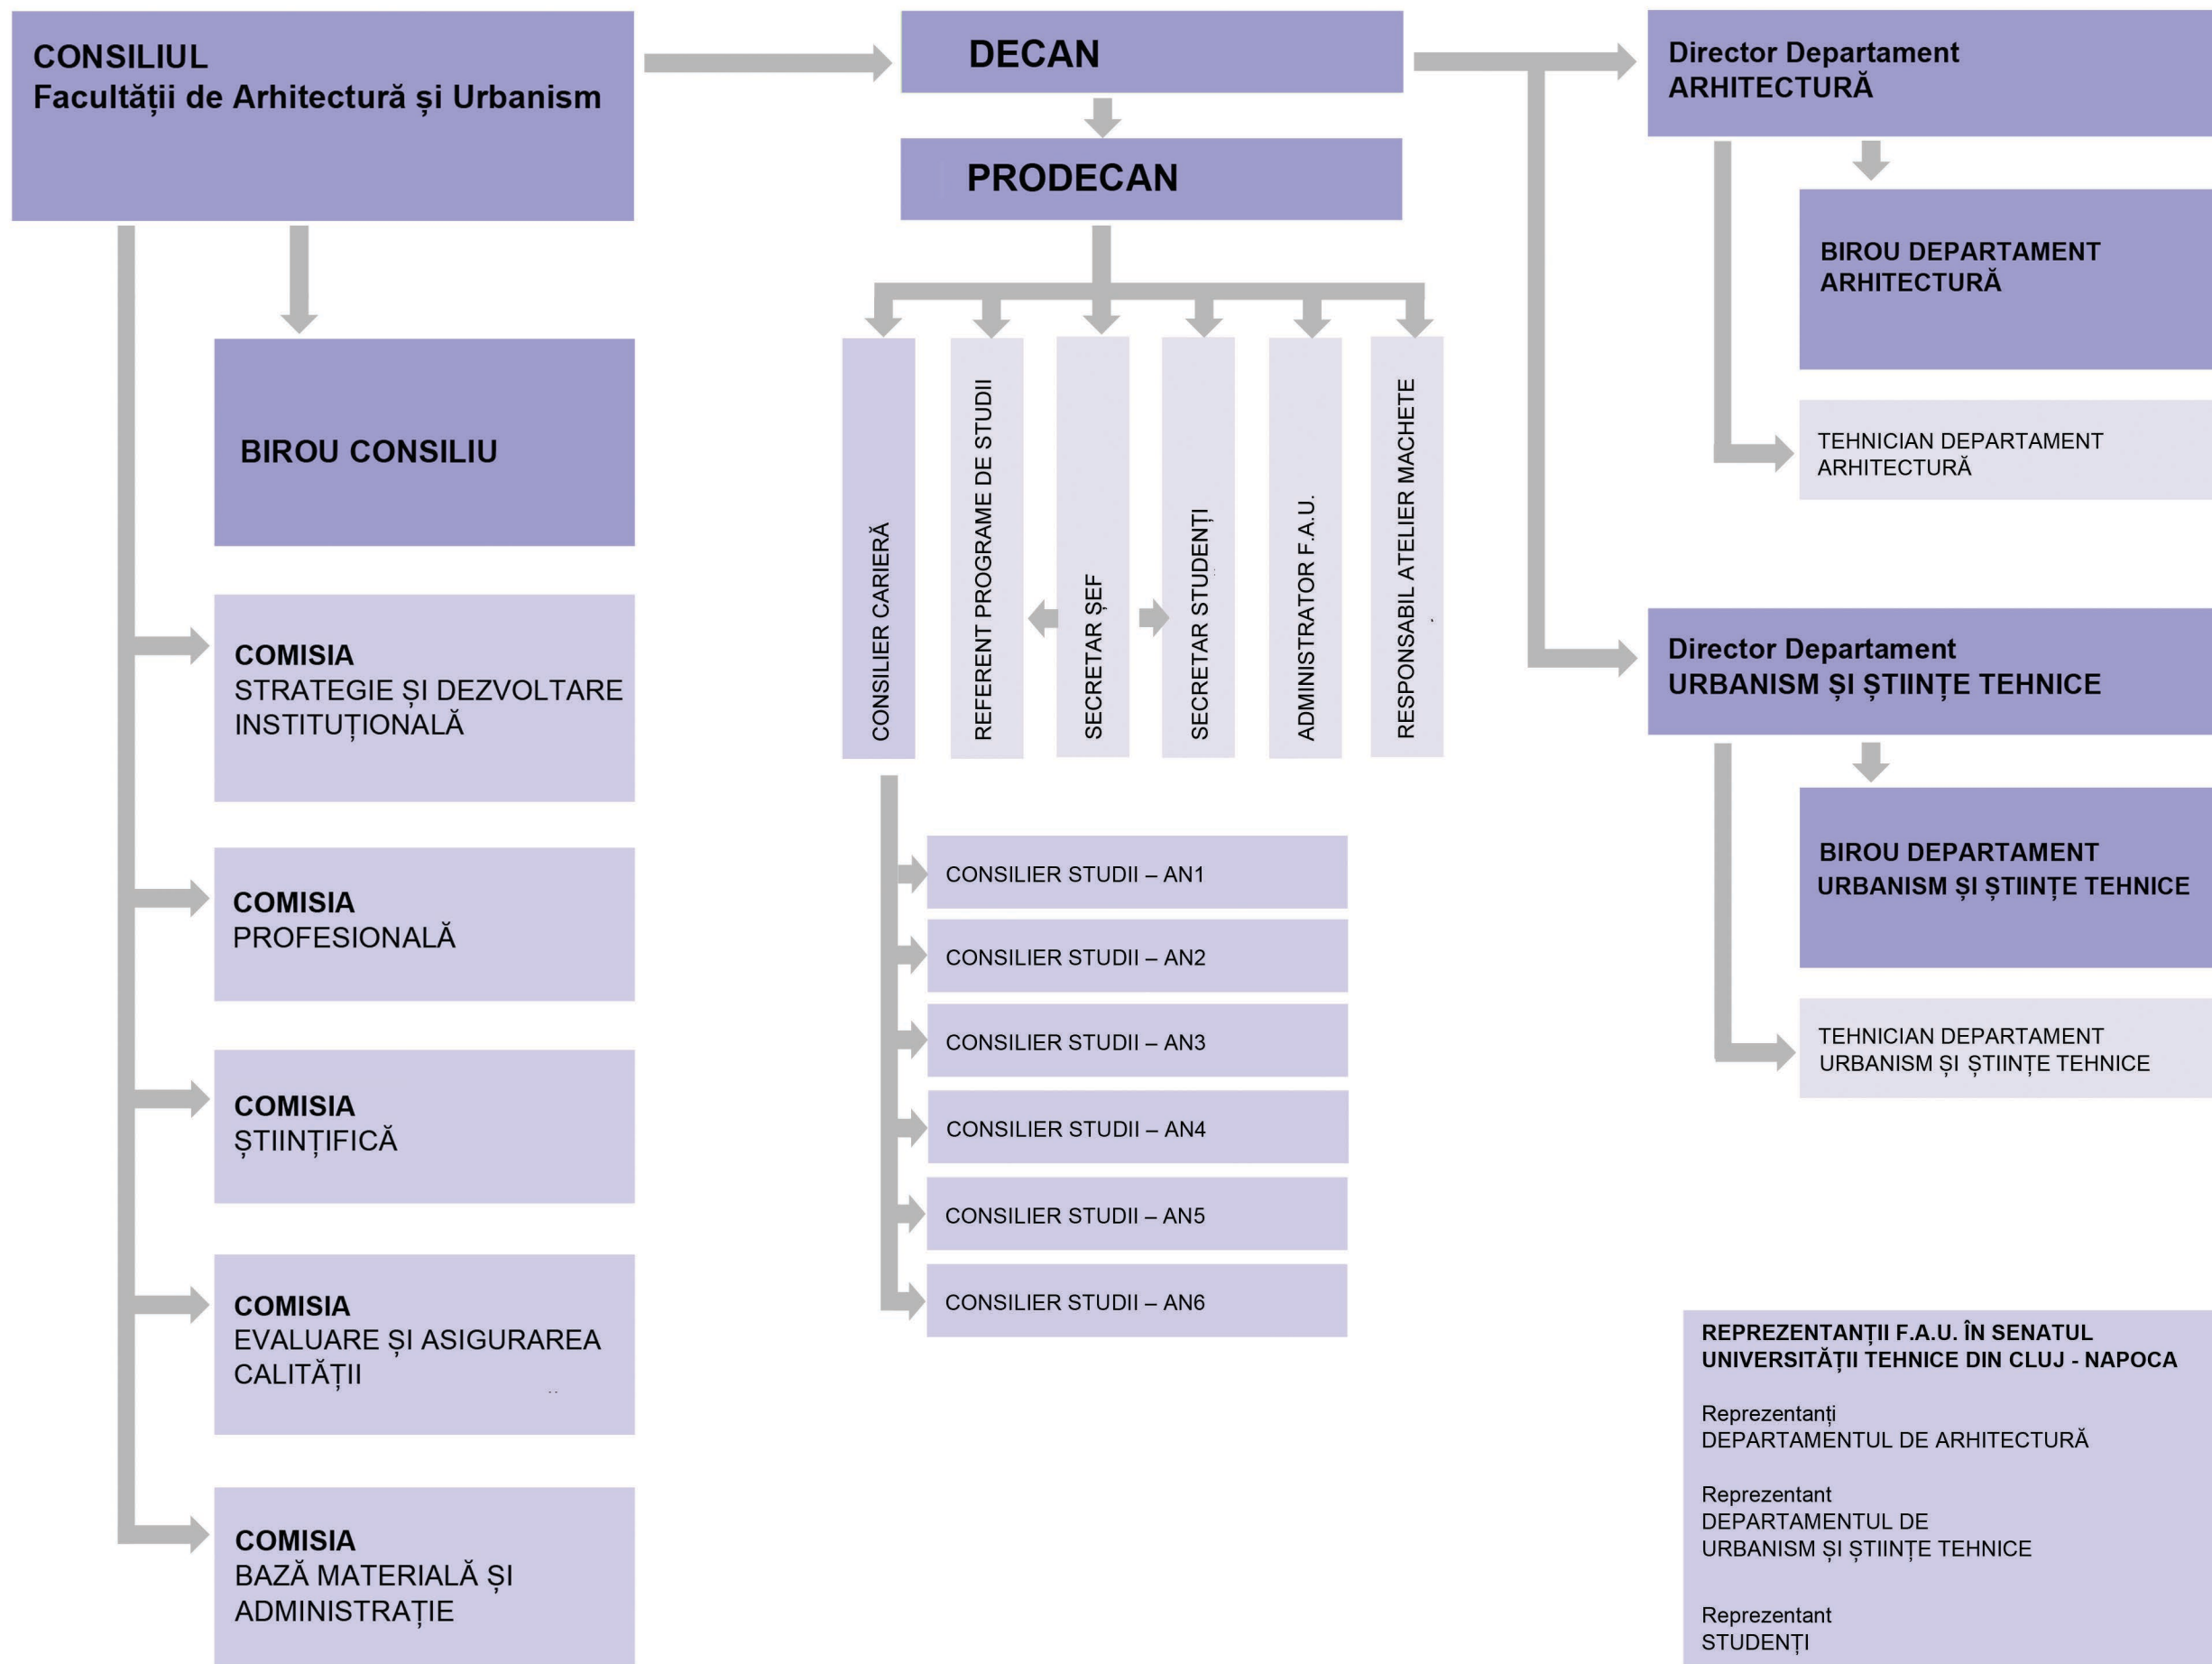 CONSILIUL
Facultății de Arhitectură și Urbanism
BIROU CONSILIU
COMISIA
STRATEGIE ȘI DEZVOLTARE
INSTITUȚIONALĂ
COMISIA
PROFESIONALĂ
COMISIA
ȘTIINȚIFICĂ
COMISIA
EVALUARE ȘI ASIGURAREA
CALITĂȚII
COMISIA
BAZĂ MATERIALĂ ȘI
ADMINISTRAȚIE
DECAN
PRODECAN
CONSILIER CARIERĂ
REFERENT PROGRAME DE STUDII
SECRETAR ȘEF
SECRETAR STUDENȚI
ADMINISTRATOR F.A.U.
RESPONSABIL ATELIER MACHETE
CONSILIER STUDII – AN1
CONSILIER STUDII – AN2
CONSILIER STUDII – AN3
CONSILIER STUDII – AN4
CONSILIER STUDII – AN5
CONSILIER STUDII – AN6
Director Departament
ARHITECTURĂ
BIROU DEPARTAMENT
ARHITECTURĂ
TEHNICIAN DEPARTAMENT
ARHITECTURĂ
Director Departament
URBANISM ȘI ȘTIINȚE TEHNICE
BIROU DEPARTAMENT
URBANISM ȘI ȘTIINȚE TEHNICE
TEHNICIAN DEPARTAMENT
URBANISM ȘI ȘTIINȚE TEHNICE
REPREZENTANȚII F.A.U. ÎN SENATUL
UNIVERSITĂȚII TEHNICE DIN CLUJ - NAPOCA
Reprezentanți
DEPARTAMENTUL DE ARHITECTURĂ
Reprezentant
DEPARTAMENTUL DE
URBANISM ȘI ȘTIINȚE TEHNICE
Reprezentant
STUDENȚI